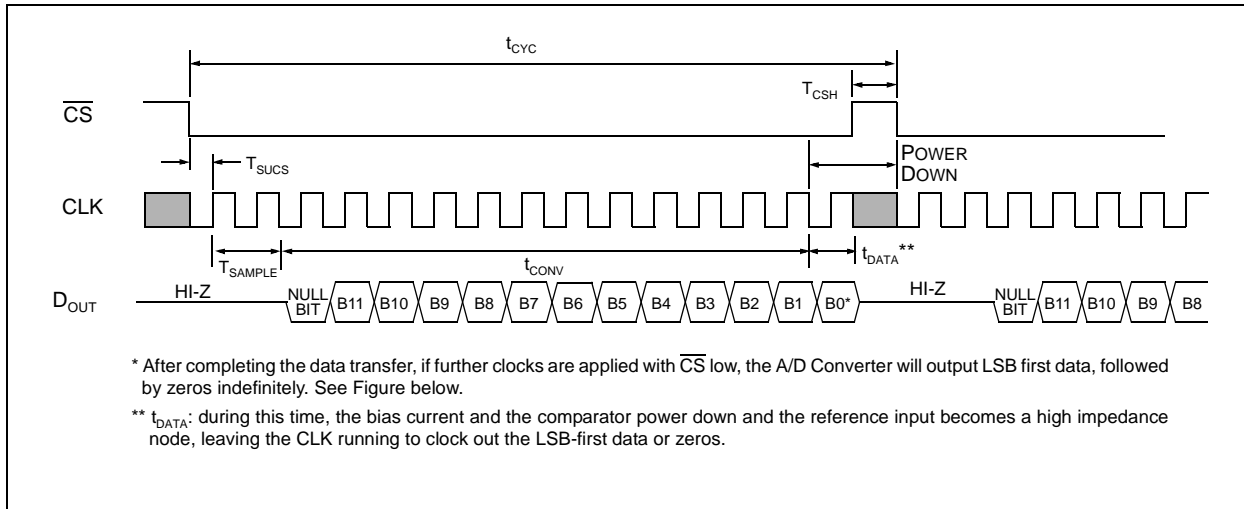 tCYC
TCSH
CS
TSUCS
POWER
DOWN
CLK
TSAMPLE
tCONV
tDATA**
DOUT
HI-Z
NULL
BIT
B11
B10
B9
B8
B7
B6
B5
B4
B3
B2
B1
B0*
HI-Z
NULL
BIT
B11
B10
B9
B8
* After completing the data transfer, if further clocks are applied with CS low, the A/D Converter will output LSB first data, followed
by zeros indefinitely. See Figure below.
** tDATA: during this time, the bias current and the comparator power down and the reference input becomes a high impedance
node, leaving the CLK running to clock out the LSB-first data or zeros.